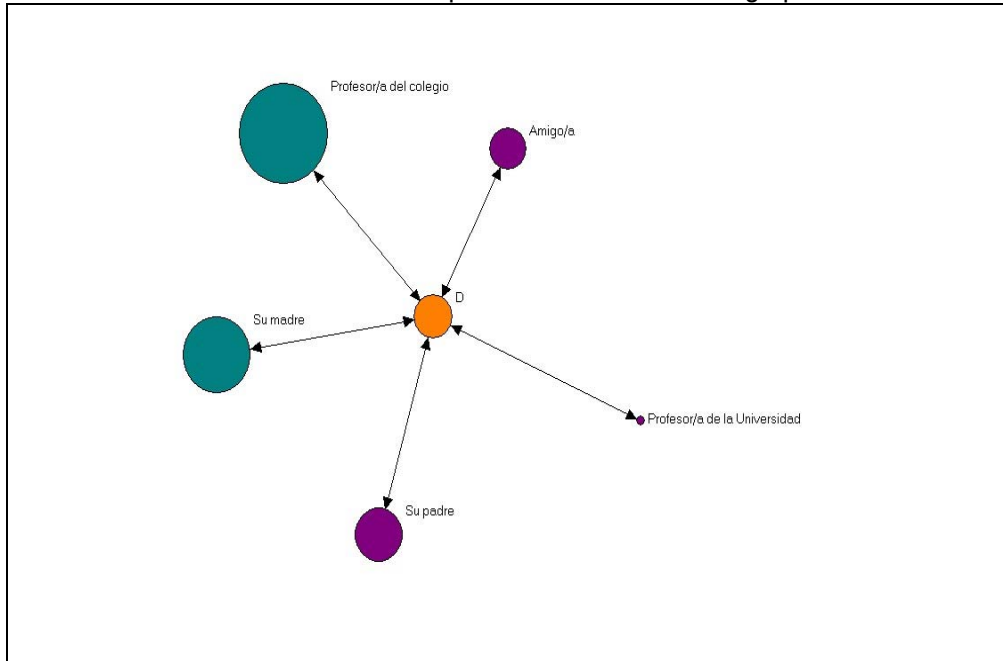 Profesor/a del colegio
Amigo/a
D
Su madre
Profesor/a de la Universidad
Su padre